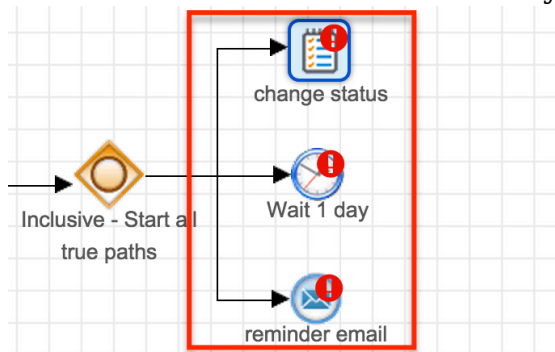 change status
Inclusive - Start all
true paths
Wait 1 day
reminder email